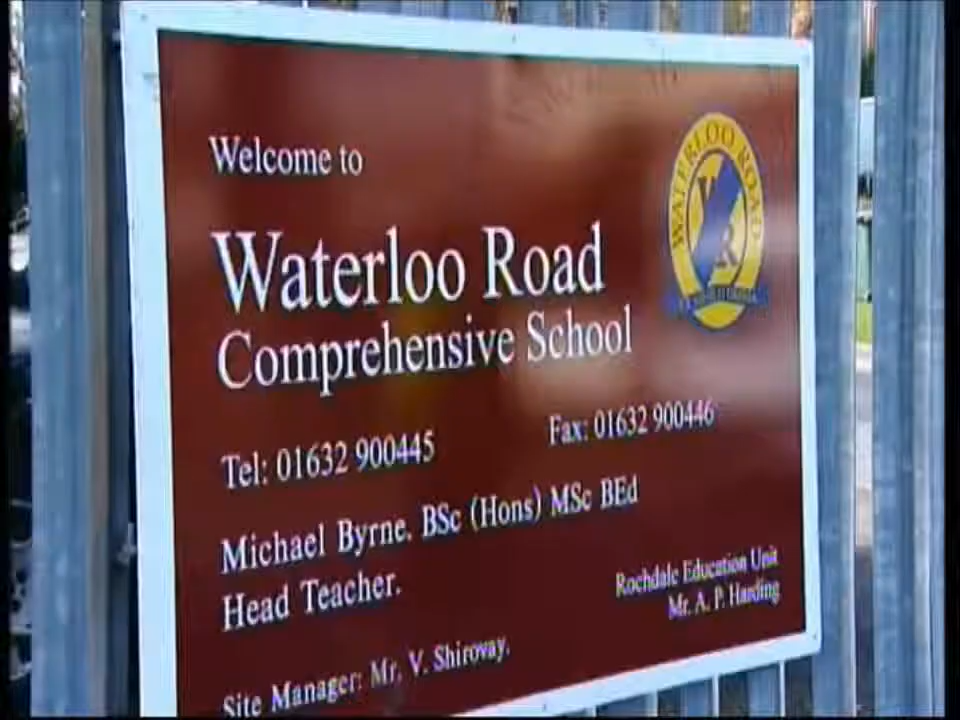 Welcome to
WATERLOO ROAD
W
R
Waterloo Road
Comprehensive School
Tel: 01632 900445
Fax: 01632 900446
Michael Byrne. BSc (Hons) MSc BEd
Head Teacher.
Rochdale Education Unit
Mr. A. P. Harding
Site Manager: Mr. V. Shirovay.